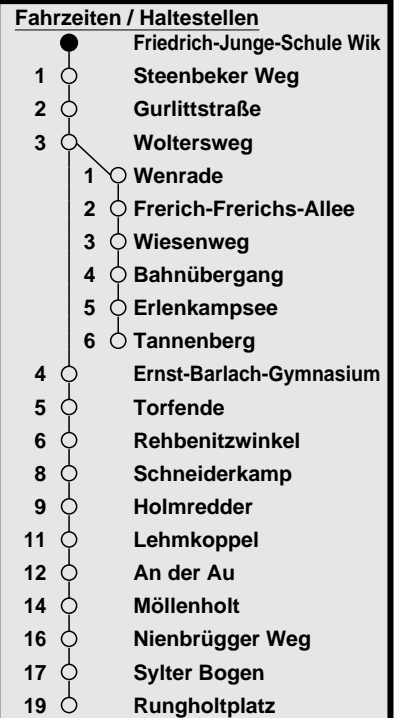 Fahrzeiten / Haltestellen
Friedrich-Junge-Schule Wik
1 Steenbeker Weg
2 Gurlittstraße
3 Woltersweg
1 Wenrade
2 Frerich-Frerichs-Allee
3 Wiesenweg
4 Bahnübergang
5 Erlenkampsee
6 Tannenberg
4 Ernst-Barlach-Gymnasium
5 Torfende
6 Rehbenitzwinkel
8 Schneiderkamp
9 Holmredder
11 Lehmkoppel
12 An der Au
14 Möllenholt
16 Nienbrügger Weg
17 Sylter Bogen
19 Rungholtplatz